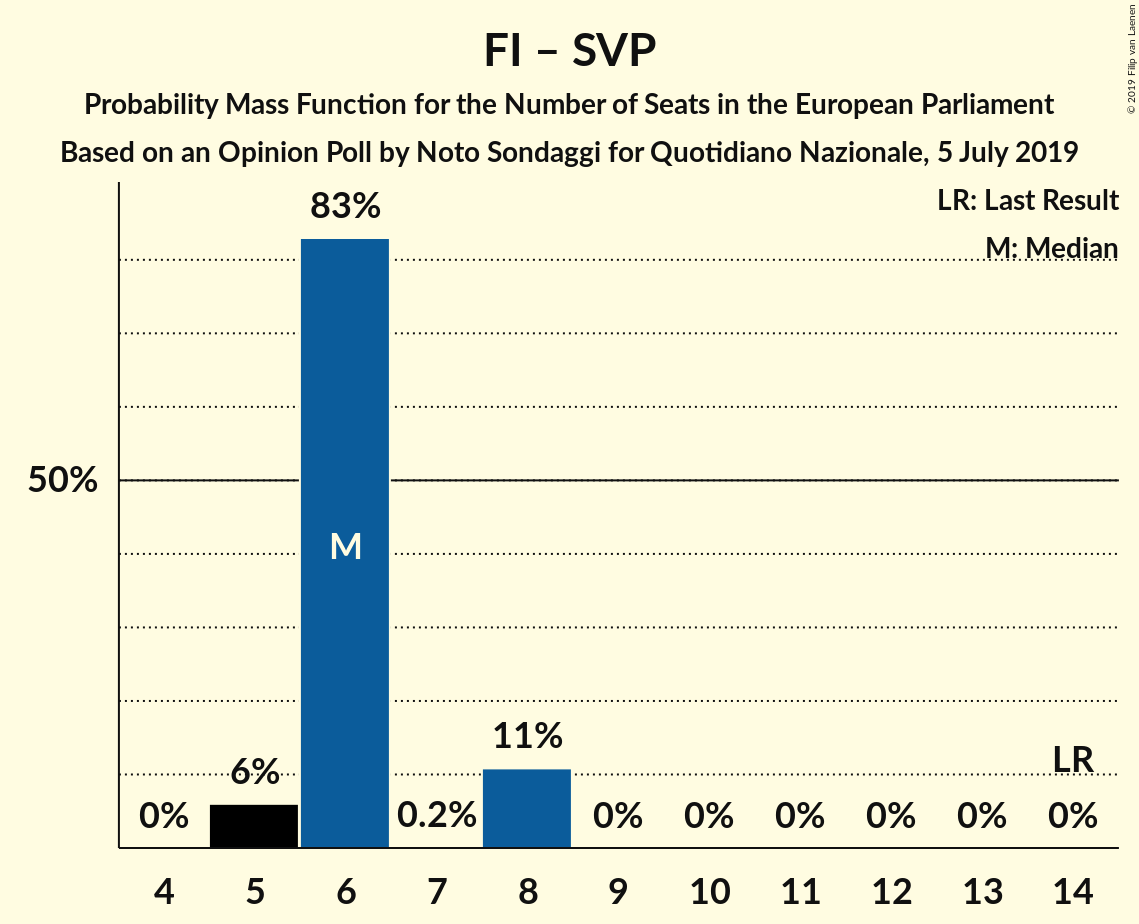 FI – SVP
Probability Mass Function for the Number of Seats in the European Parliament
Based on an Opinion Poll by Noto Sondaggi for Quotidiano Nazionale, 5 July 2019
© 2019 Filip van Laenen
LR: Last Result
M: Median
50%
0%
6%
83%
M
0.2%
11%
0%
0%
0%
0%
0%
LR
0%
4 5 6 7 8 9 10 11 12 13 14